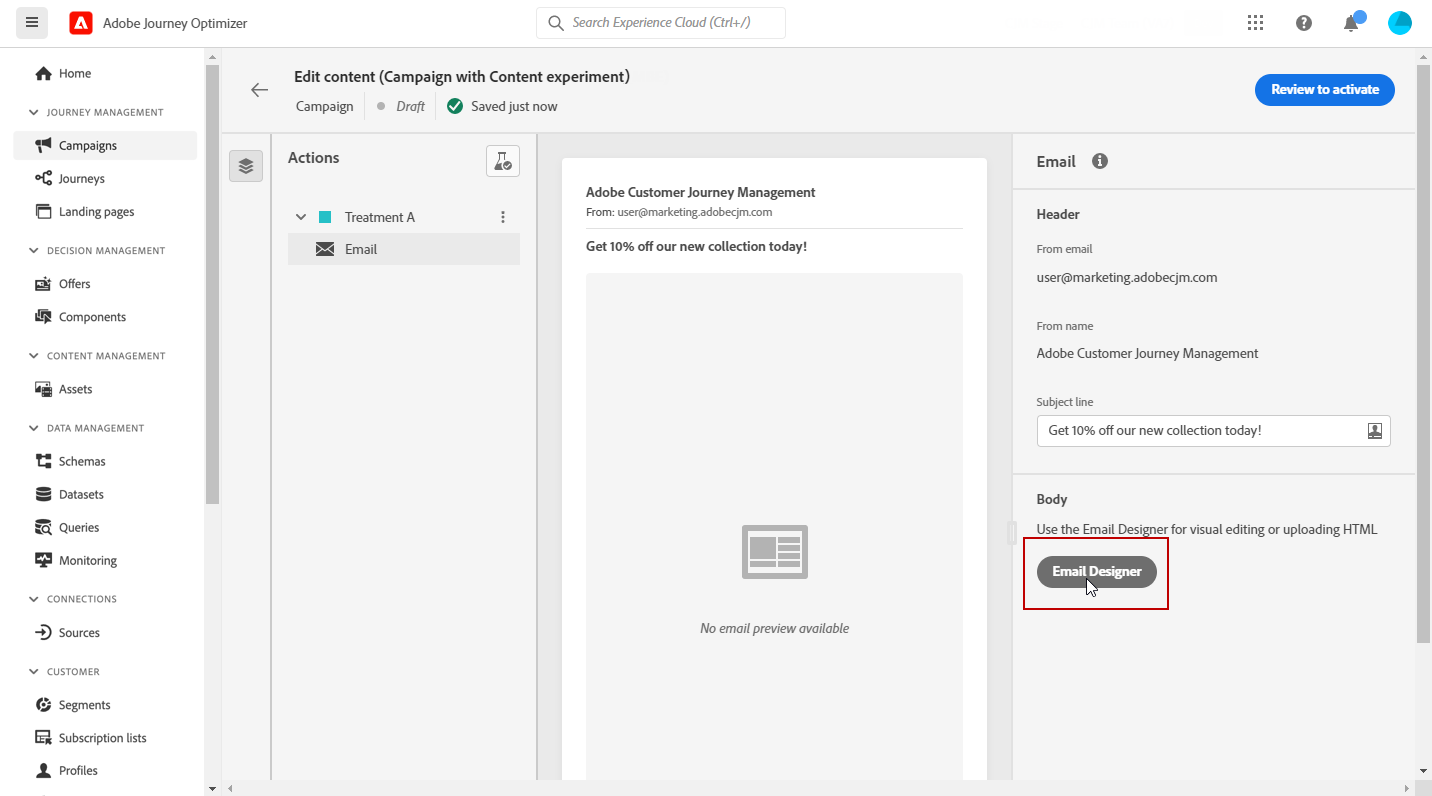 Adobe Journey Optimizer
Search Experience Cloud (Ctrl+/)
Home
JOURNEY MANAGEMENT
Campaigns
Journeys
Landing pages
DECISION MANAGEMENT
Offers
Components
CONTENT MANAGEMENT
Assets
DATA MANAGEMENT
Schemas
Datasets
Queries
Monitoring
CONNECTIONS
Sources
CUSTOMER
Segments
Subscription lists
Profiles
Edit content (Campaign with Content experiment)
Campaign Draft Saved just now
Review to activate
Actions
Treatment A
Email
Adobe Customer Journey Management
From: user@marketing.adobecjm.com
Get 10% off our new collection today!
No email preview available
Email
Header
From email
user@marketing.adobecjm.com
From name
Adobe Customer Journey Management
Subject line
Get 10% off our new collection today!
Body
Use the Email Designer for visual editing or uploading HTML
Email Designer